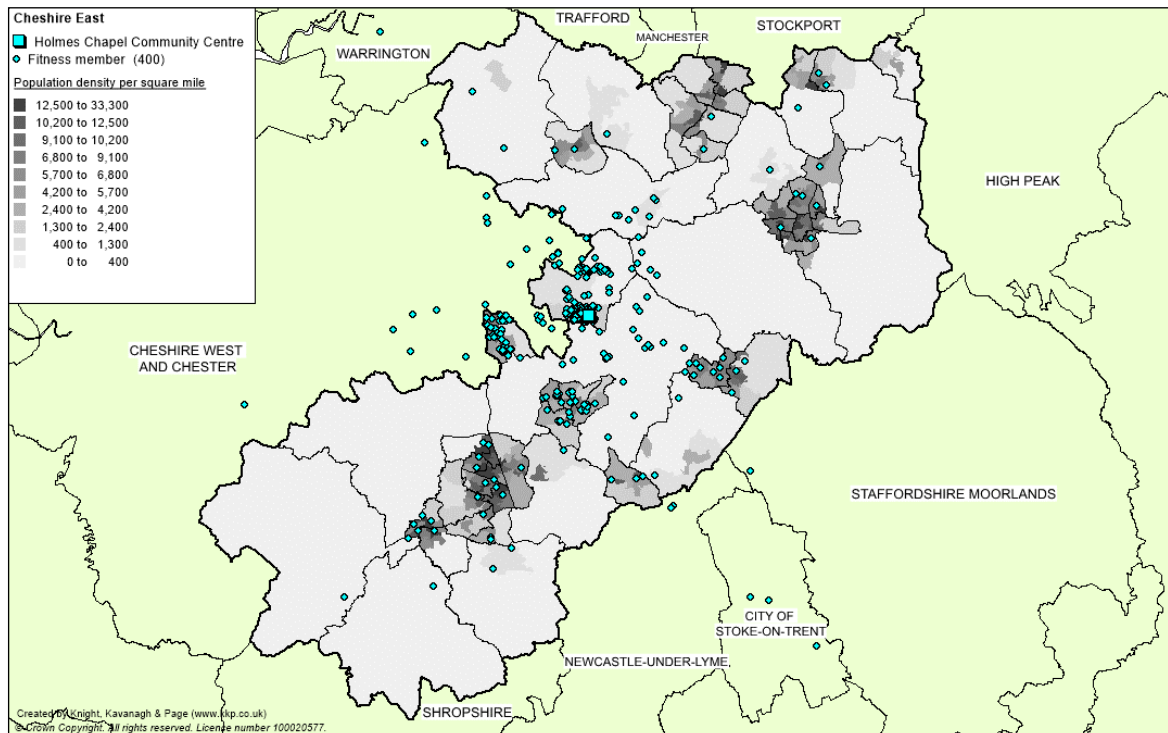 Cheshire East
Holmes Chapel Community Centre
Fitness member (400)
Population density per square mile
12,500 to 33,300
10,200 to 12,500
9,100 to 10,200
6,800 to 9,100
5,700 to 6,800
4,200 to 5,700
2,400 to 4,200
1,300 to 2,400
400 to 1,300
0 to 400
TRAFFORD
STOCKPORT
MANCHESTER
WARRINGTON
HIGH PEAK
CHESHIRE WEST
AND CHESTER
STAFFORDSHIRE MOORLANDS
CITY OF
STOKE-ON-TRENT
NEWCASTLE-UNDER-LYME
SHROPSHIRE
Created by Knight, Kavanagh & Page (www.kkp.co.uk)
© Crown Copyright. All rights reserved. License number 100020577.